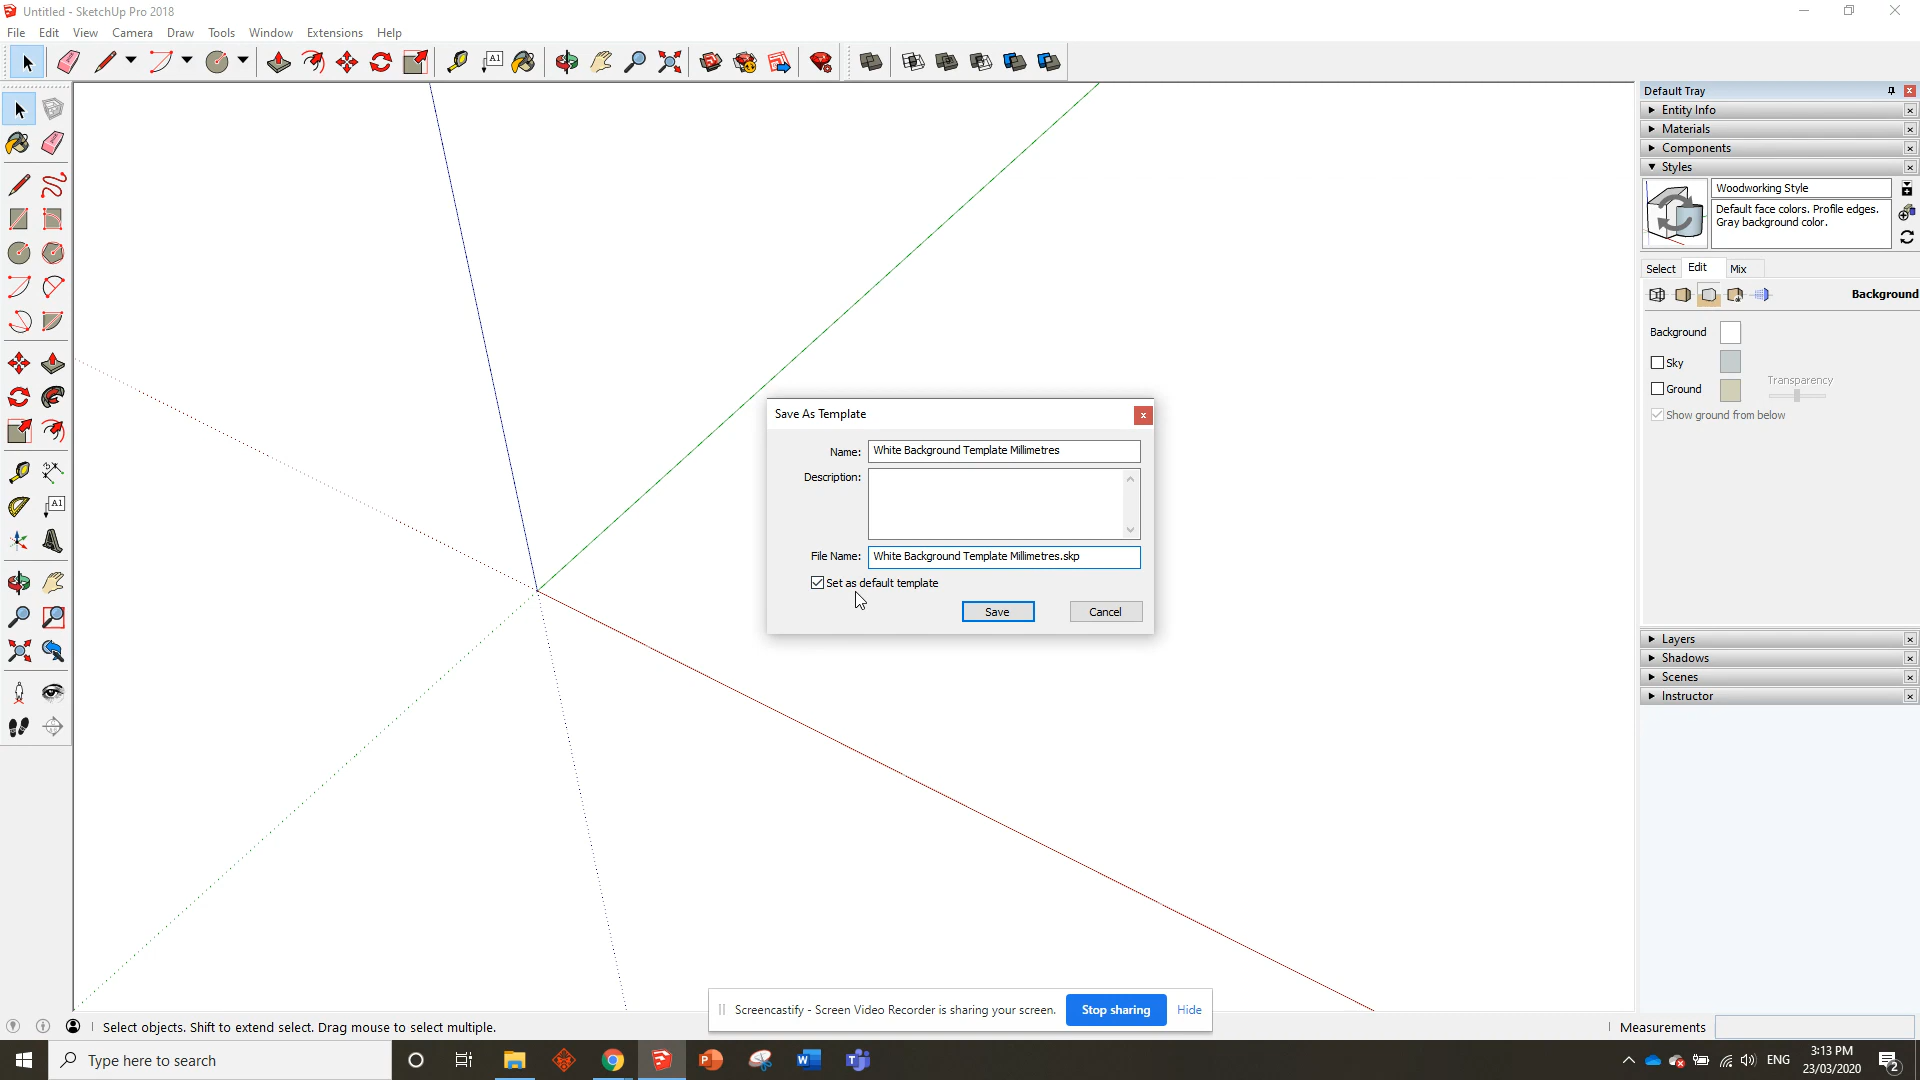 Untitled - SketchUp Pro 2018
File Edit View Camera Draw Tools Window Extensions Help
A1
Default Tray
Entity Info
Materials
Components
Styles
Woodworking Style
Default face colors. Profile edges.
Gray background color.
Select Edit Mix
Background
Background
Sky
Transparency
Ground
Show ground from below
Save As Template
Name: White Background Template Millimetres
Description:
File Name: White Background Template Millimetres.skp
Set as default template
Save Cancel
A1
Layers
Shadows
Scenes
Instructor
Screencastify - Screen Video Recorder is sharing your screen. Stop sharing Hide
Select objects. Shift to extend select. Drag mouse to select multiple.
Measurements
Type here to search
ENG
3:13 PM
23/03/2020
2